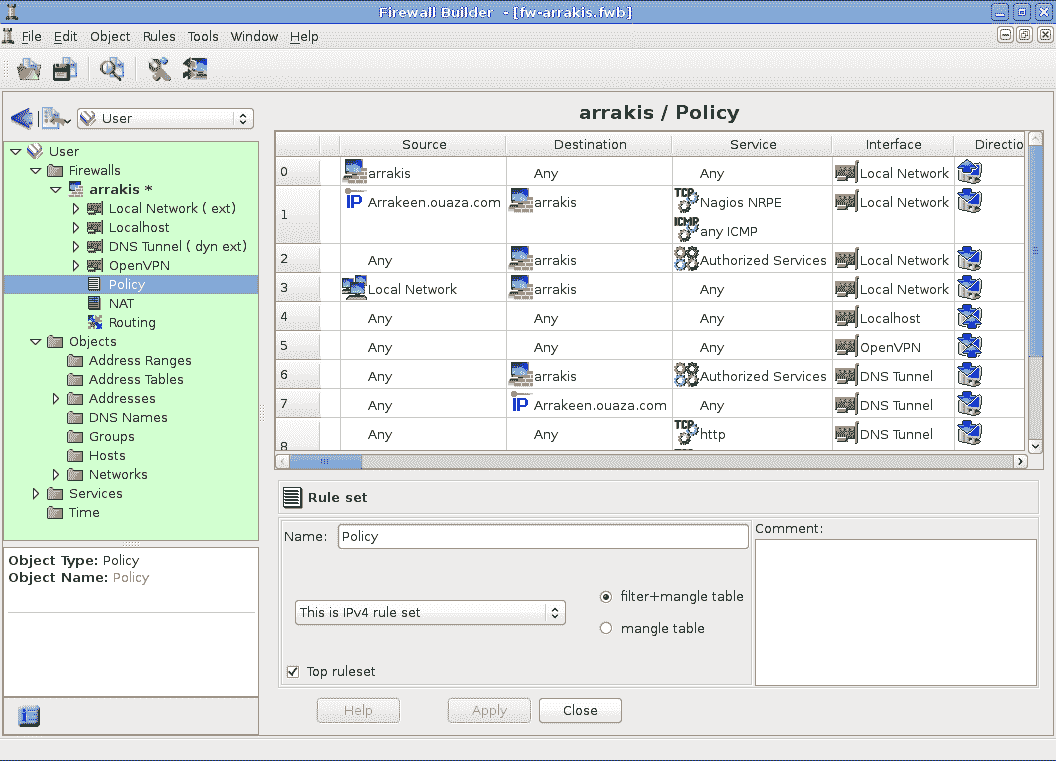 Firewall Builder - [fw-arrakis.fwb]
File Edit Object Rules Tools Window Help
User
arrakis / Policy
User
Firewalls
arrakis *
Local Network ( ext)
Localhost
DNS Tunnel ( dyn ext)
OpenVPN
Policy
NAT
Routing
Objects
Address Ranges
Address Tables
Addresses
DNS Names
Groups
Hosts
Networks
Services
Time
Object Type: Policy
Object Name: Policy
Source Destination Service Interface Directio
0 arrakis Any Any Local Network
1 IP Arrakeen.ouaza.com arrakis TCP Nagios NRPE Local Network
ICMP any ICMP
2 Any arrakis Authorized Services Local Network
3 Local Network arrakis Any Local Network
4 Any Any Any Localhost
5 Any Any Any OpenVPN
6 Any arrakis Authorized Services DNS Tunnel
7 Any IP Arrakeen.ouaza.com Any DNS Tunnel
8 Any Any TCP http DNS Tunnel
Rule set
Name: Policy
Comment:
This is IPv4 rule set
filter+mangle table
mangle table
Top ruleset
Help Apply Close